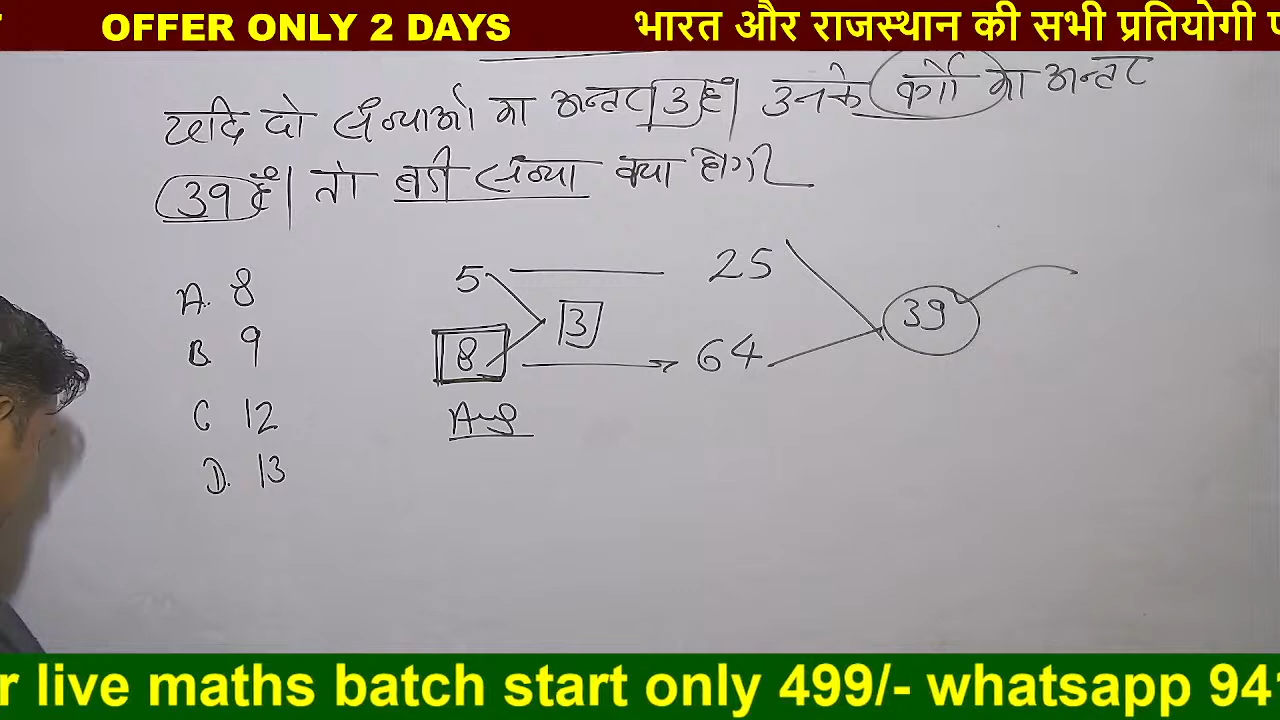 OFFER ONLY 2 DAYS भारत और राजस्थान की सभी प्रतियोगी
यदि दो संख्याओं का अन्तर 3 हैं। उनके वर्गों का अन्तर
39 हैं। तो बडी संख्या क्या होगी
A. 8
B 9
C 12
D. 13
5 25
3 39
8 64
Ans
r live maths batch start only 499/- whatsapp 94